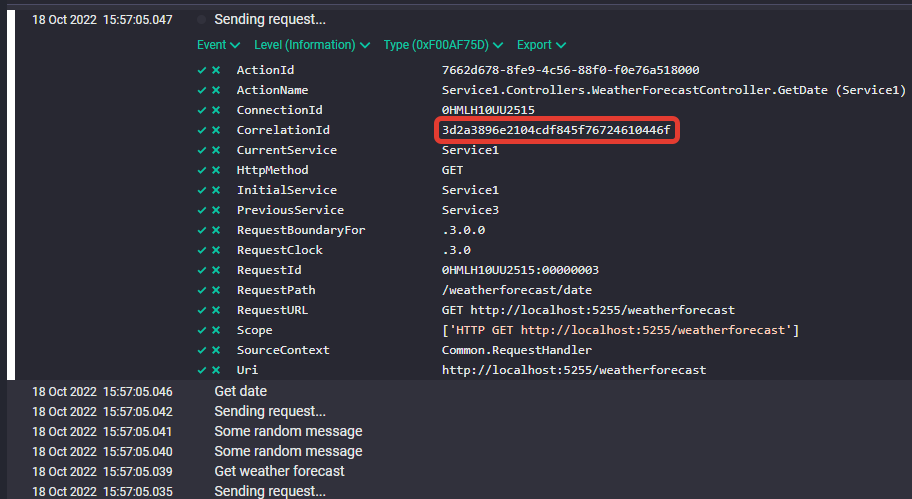 18 Oct 2022 15:57:05.047 Sending request...
Event Level (Information) Type (0xF00AF75D) Export
ActionId 7662d678-8fe9-4c56-88f0-f0e76a518000
ActionName Service1.Controllers.WeatherForecastController.GetDate (Service1)
ConnectionId 0HMLH10UU2515
CorrelationId 3d2a3896e2104cdf845f76724610446f
CurrentService Service1
HttpMethod GET
InitialService Service1
PreviousService Service3
RequestBoundaryFor .3.0.0
RequestClock .3.0
RequestId 0HMLH10UU2515:00000003
RequestPath /weatherforecast/date
RequestURL GET http://localhost:5255/weatherforecast
Scope ['HTTP GET http://localhost:5255/weatherforecast']
SourceContext Common.RequestHandler
Uri http://localhost:5255/weatherforecast
18 Oct 2022 15:57:05.046 Get date
18 Oct 2022 15:57:05.042 Sending request...
18 Oct 2022 15:57:05.041 Some random message
18 Oct 2022 15:57:05.040 Some random message
18 Oct 2022 15:57:05.039 Get weather forecast
18 Oct 2022 15:57:05.035 Sending request...